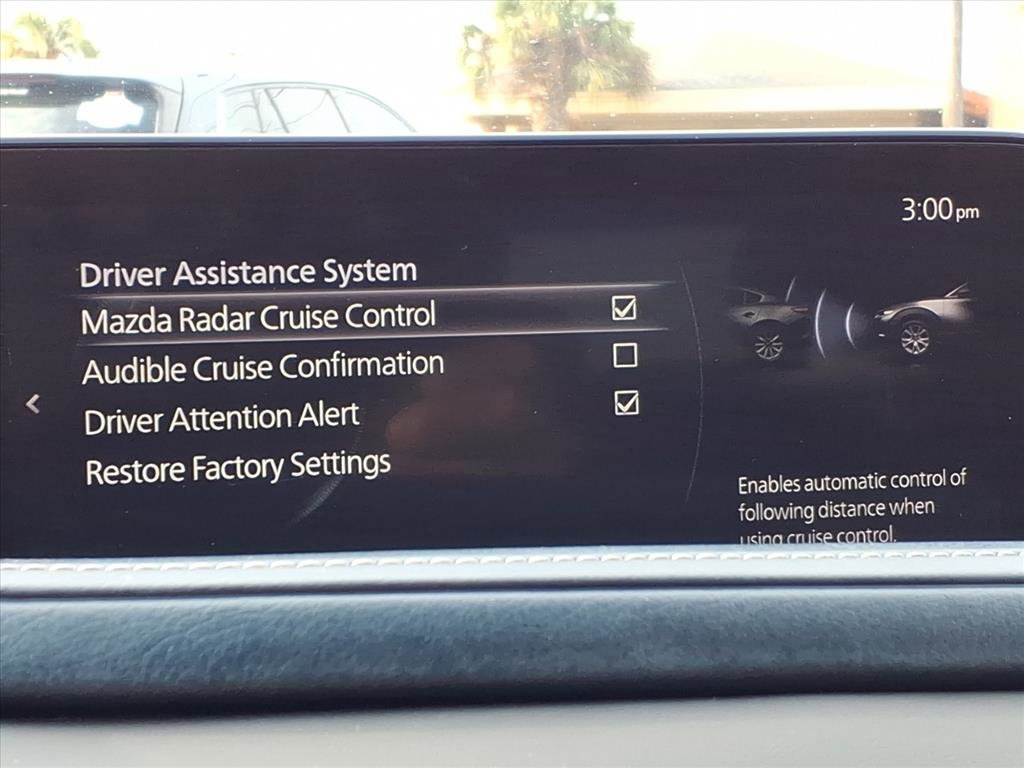 3:00pm
Driver Assistance System
Mazda Radar Cruise Control
Audible Cruise Confirmation
Driver Attention Alert
Restore Factory Settings
Enables automatic control of
following distance when
using cruise control.